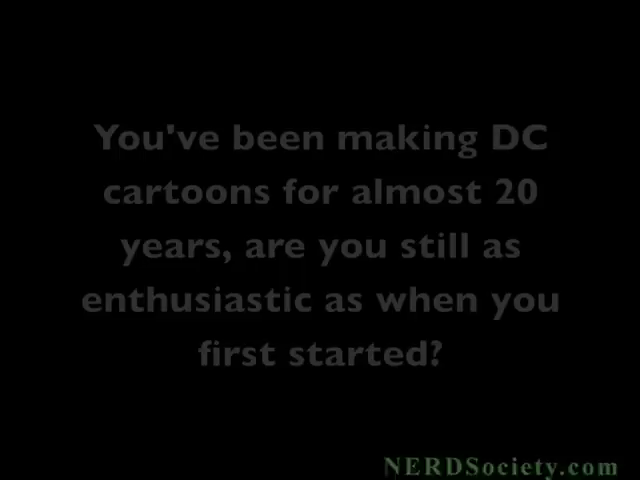 You've been making DC
cartoons for almost 20
years, are you still as
enthusiastic as when you
first started?
NERDSociety.com